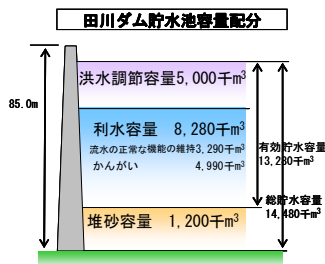 田川ダム貯水池容量配分
洪水調節容量5,000千m³
85.0m
利水容量 8,280千m³
流水の正常な機能の維持3,290千m³
かんがい 4,990千m³
有効貯水容量
13,280千m³
総貯水容量
14,480千m³
堆砂容量 1,200千m³